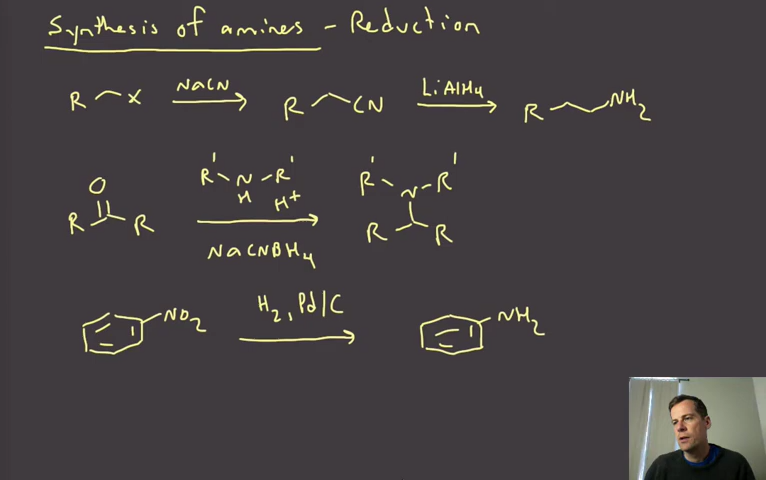 Synthesis of amines - Reduction
R X NaCN R CN LiAlH4 R NH2
O R R R' N H R' H+ NaCNBH4 R' N R' R R
NO2 H2, Pd/C NH2